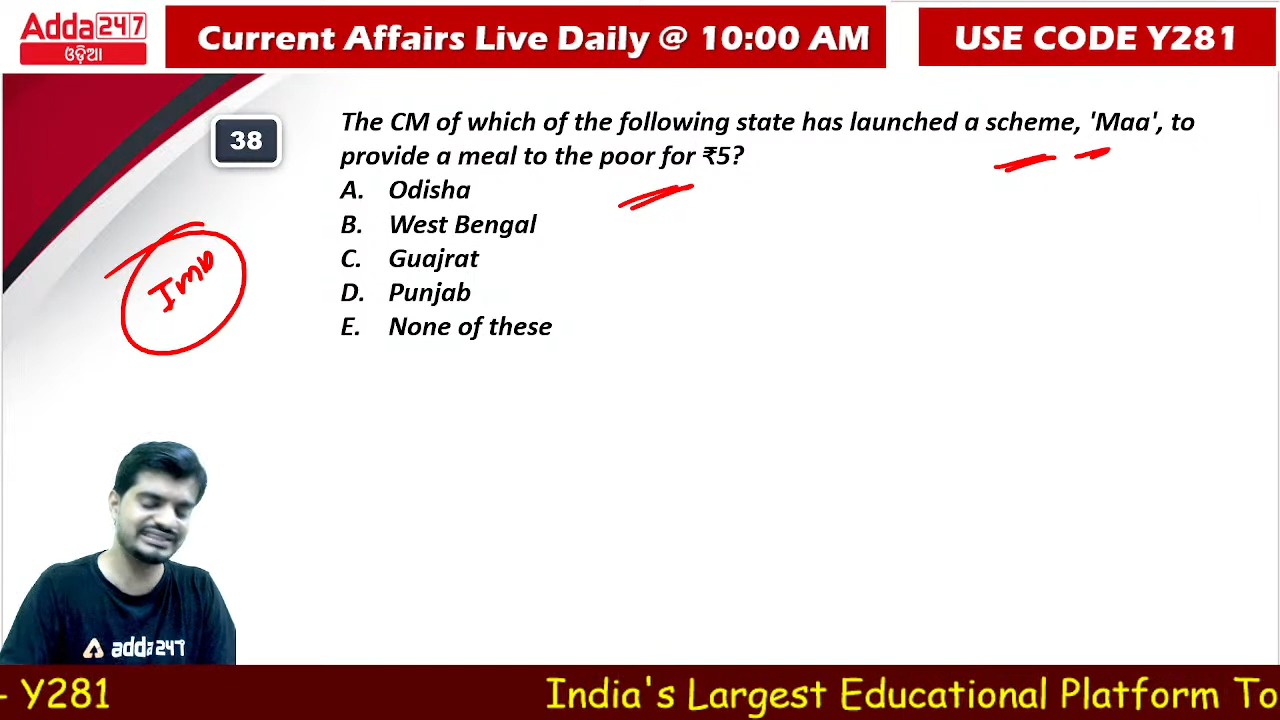 Adda247
ଓଡ଼ିଆ
Current Affairs Live Daily @ 10:00 AM
USE CODE Y281
38
The CM of which of the following state has launched a scheme, 'Maa', to
provide a meal to the poor for ₹5?
A. Odisha
B. West Bengal
C. Guajrat
D. Punjab
E. None of these
Imp
adda247
- Y281 India's Largest Educational Platform To